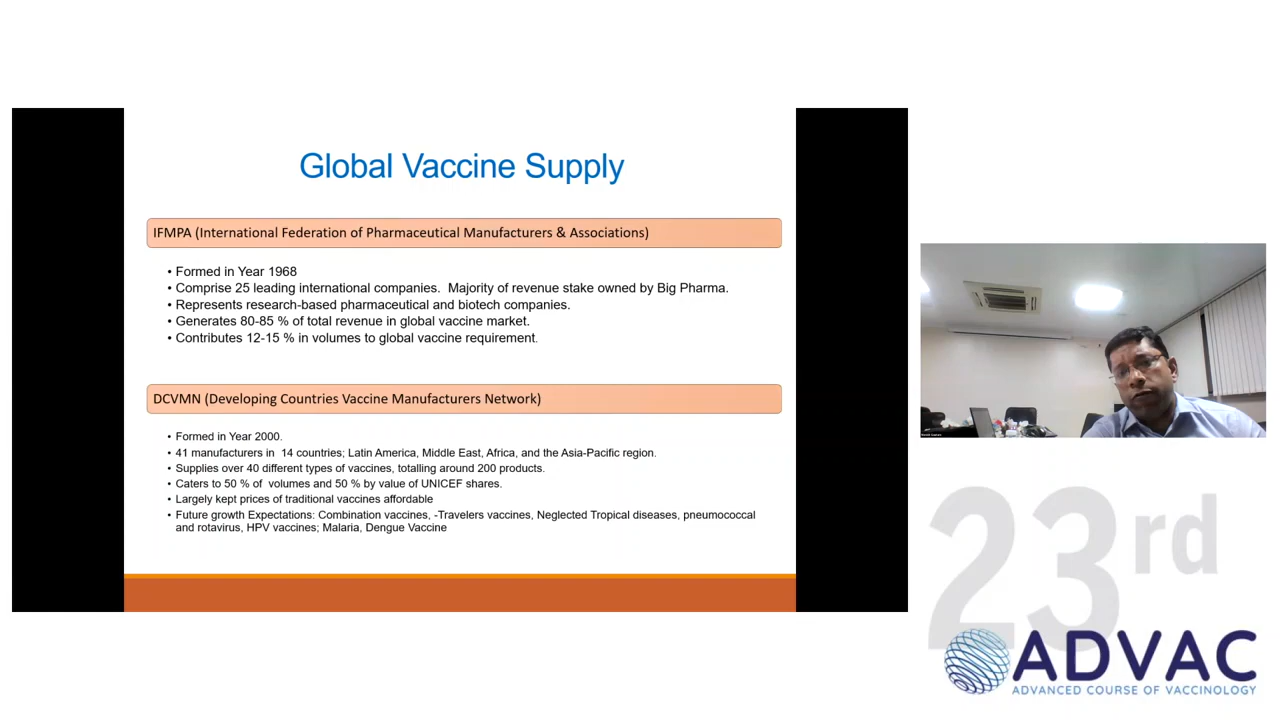 Global Vaccine Supply
IFMPA (International Federation of Pharmaceutical Manufacturers & Associations)
• Formed in Year 1968
• Comprise 25 leading international companies. Majority of revenue stake owned by Big Pharma.
• Represents research-based pharmaceutical and biotech companies.
• Generates 80-85 % of total revenue in global vaccine market.
• Contributes 12-15 % in volumes to global vaccine requirement.
DCVMN (Developing Countries Vaccine Manufacturers Network)
• Formed in Year 2000.
• 41 manufacturers in 14 countries; Latin America, Middle East, Africa, and the Asia-Pacific region.
• Supplies over 40 different types of vaccines, totalling around 200 products.
• Caters to 50 % of volumes and 50 % by value of UNICEF shares.
• Largely kept prices of traditional vaccines affordable
• Future growth Expectations: Combination vaccines, -Travelers vaccines, Neglected Tropical diseases, pneumococcal
and rotavirus, HPV vaccines; Malaria, Dengue Vaccine
23rd
ADVAC
ADVANCED COURSE OF VACCINOLOGY